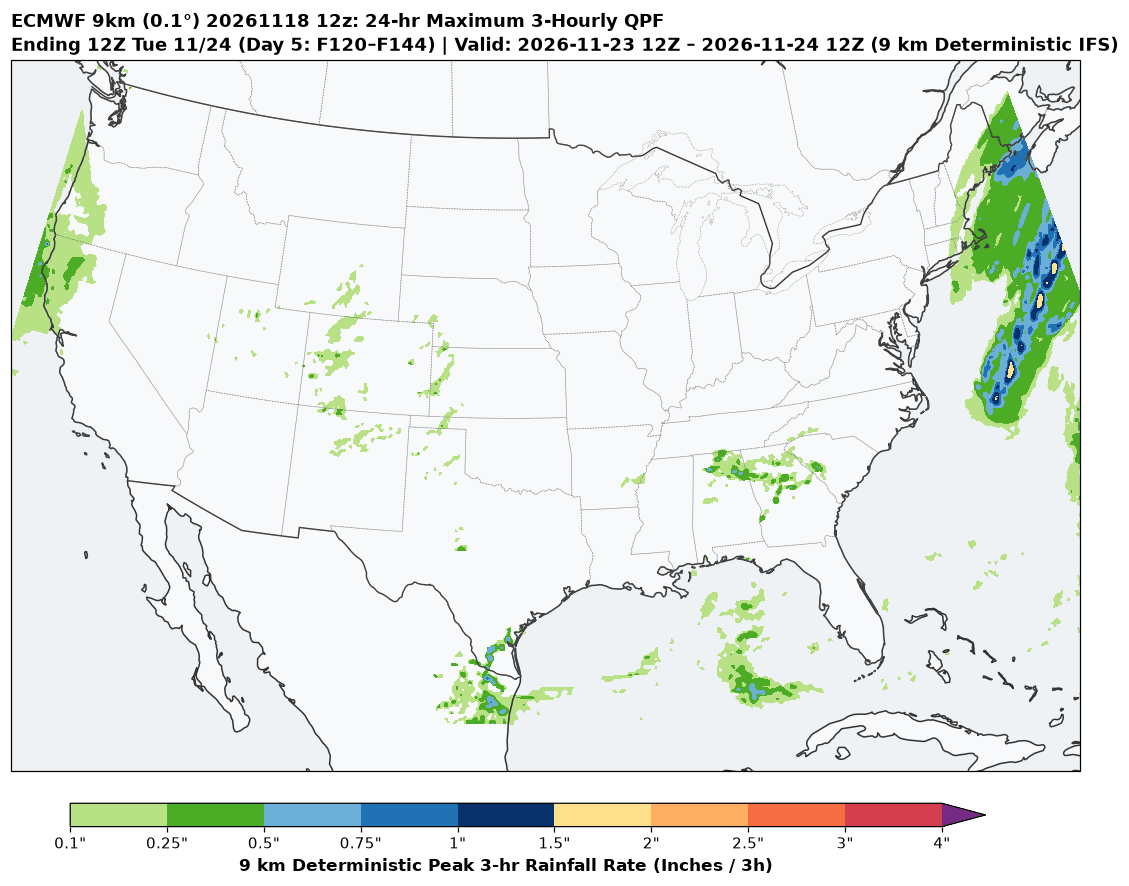 ECMWF 9km (0.1°) 20261118 12z: 24-hr Maximum 3-Hourly QPF
Ending 12Z Tue 11/24 (Day 5: F120–F144) | Valid: 2026-11-23 12Z – 2026-11-24 12Z (9 km Deterministic IFS)
0.1" 0.25" 0.5" 0.75" 1" 1.5" 2" 2.5" 3" 4"
9 km Deterministic Peak 3-hr Rainfall Rate (Inches / 3h)